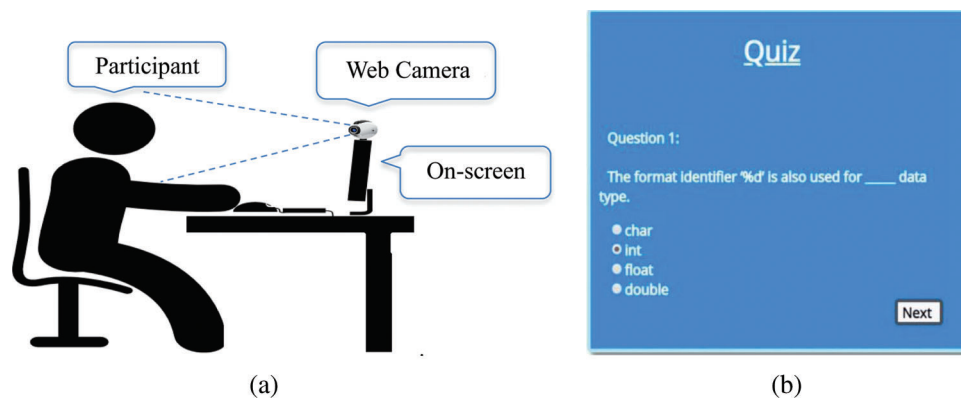 Participant
Web Camera
On-screen
(a)
Quiz
Question 1:
The format identifier '%d' is also used for _____ data
type.
char
int
float
double
Next
(b)